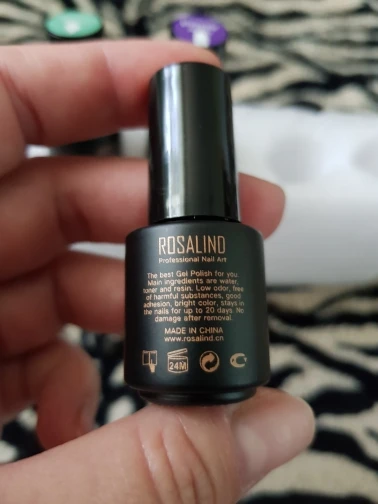 ROSALIND
Professional Nail Art
The best Gel Polish for you.
Main ingredients are water,
toner and resin. Low odor, free
of harmful substances, good
adhesion, bright color, stays in
the nails for up to 20 days. No
damage after removal.
MADE IN CHINA
www.rosalind.cn
24M